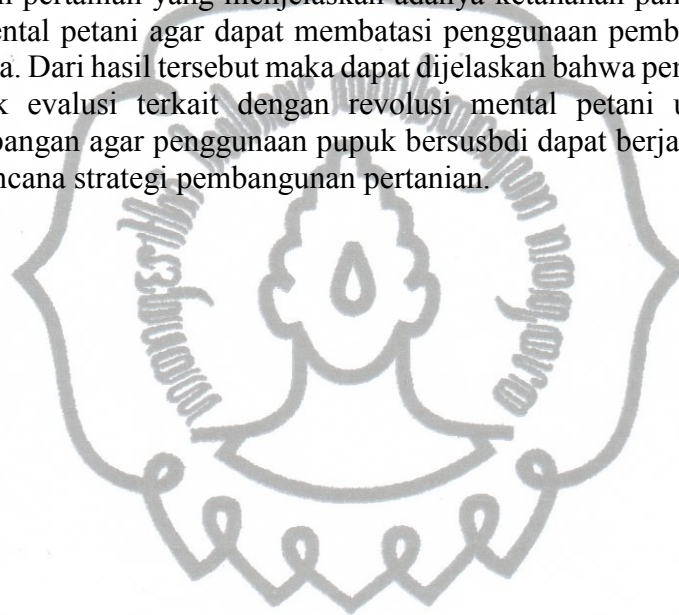 n pertanian yang menjelaskan adanya ketahanan pan
ental petani agar dapat membatasi penggunaan pemb
a. Dari hasil tersebut maka dapat dijelaskan bahwa per
k evalusi terkait dengan revolusi mental petani u
bangan agar penggunaan pupuk bersusbdi dapat berja
ncana strategi pembangunan pertanian.